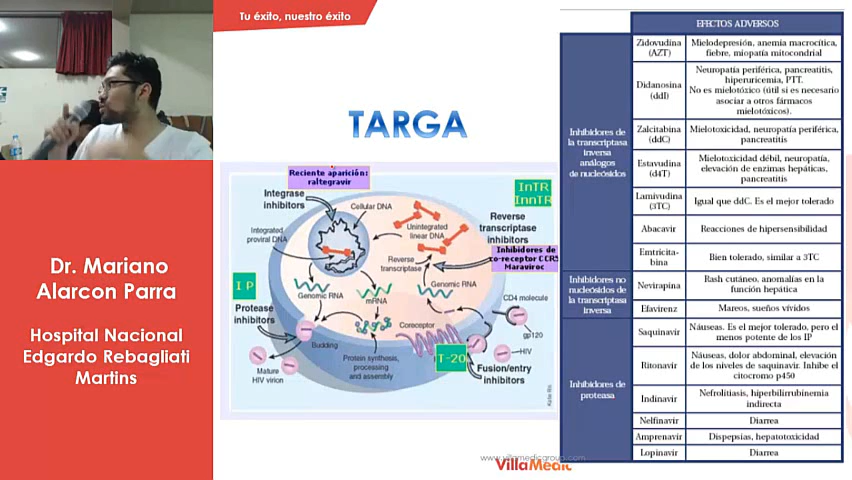 Tu éxito, nuestro éxito
TARGA
Dr. Mariano
Alarcon Parra
Hospital Nacional
Edgardo Rebagliati
Martins
Reciente aparición:
raltegravir
Integrase
inhibitors
Cellular DNA
Unintegrated
linear DNA
InTR
InnTR
Reverse
transcriptase
inhibitors
Integrated
proviral DNA
Reverse
transcriptase
Inhibidores de
co-receptor CCR5
Maraviroc
I P
Protease
inhibitors
Genomic RNA
mRNA
Genomic RNA
CD4 molecule
Coreceptor
gp120
Budding
HIV
T-20
Mature
HIV virion
Protein synthesis,
processing
and assembly
Fusion/entry
inhibitors
www.villamedicgroup.com
VillaMedic
EFECTOS ADVERSOS
Inhibidores de
la transcriptasa
inversa
análogos
de nucleósidos
Zidovudina
(AZT)
Mielodepresión, anemia macrocítica,
fiebre, miopatía mitocondrial
Didanosina
(ddI)
Neuropatía periférica, pancreatitis,
hiperuricemia, PTT.
No es mielotóxico (útil si es necesario
asociar a otros fármacos
mielotóxicos).
Zalcitabina
(ddC)
Mielotoxicidad, neuropatía periférica,
pancreatitis
Estavudina
(d4T)
Mielotoxicidad débil, neuropatía,
elevación de enzimas hepáticas,
pancreatitis
Lamivudina
(3TC)
Igual que ddC. Es el mejor tolerado
Abacavir
Reacciones de hipersensibilidad
Emtricita-
bina
Bien tolerado, similar a 3TC
Inhibidores no
nucleósidos de
la transcriptasa
inversa
Nevirapina
Rash cutáneo, anomalías en la
función hepática
Efavirenz
Mareos, sueños vívidos
Inhibidores de
proteasa
Saquinavir
Náuseas. Es el mejor tolerado, pero el
menos potente de los IP
Ritonavir
Náuseas, dolor abdominal, elevación
de los niveles de saquinavir. Inhibe el
citocromo p450
Indinavir
Nefrolitiasis, hiperbilirrubinemia
indirecta
Nelfinavir
Diarrea
Amprenavir
Dispepsias, hepatotoxicidad
Lopinavir
Diarrea